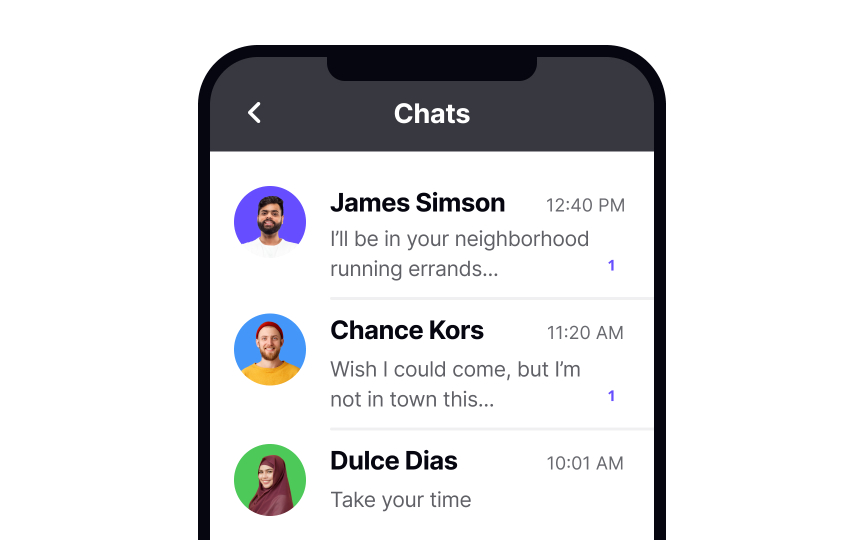 Chats
James Simson 12:40 PM
I’ll be in your neighborhood
running errands... 1
Chance Kors 11:20 AM
Wish I could come, but I’m
not in town this... 1
Dulce Dias 10:01 AM
Take your time